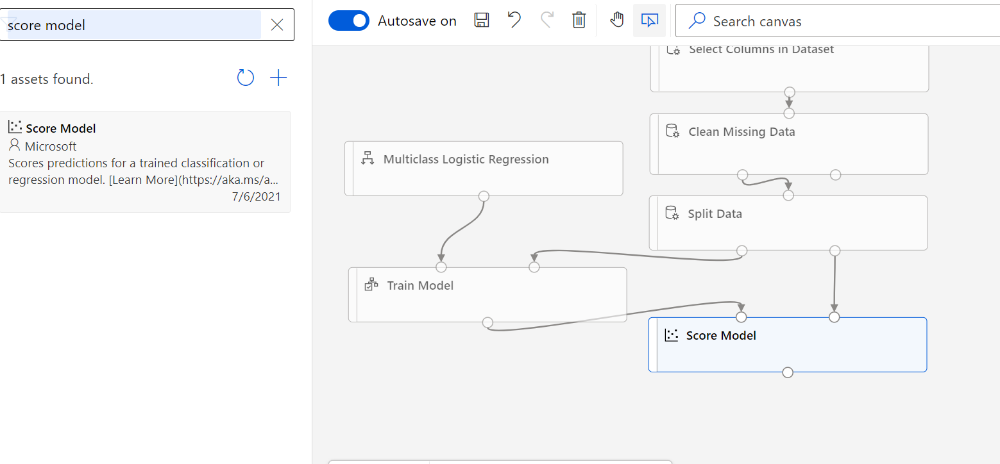 score model
Autosave on
Search canvas
1 assets found.
Score Model
Microsoft
Scores predictions for a trained classification or
regression model. [Learn More](https://aka.ms/a...
7/6/2021
Select Columns in Dataset
Clean Missing Data
Multiclass Logistic Regression
Split Data
Train Model
Score Model